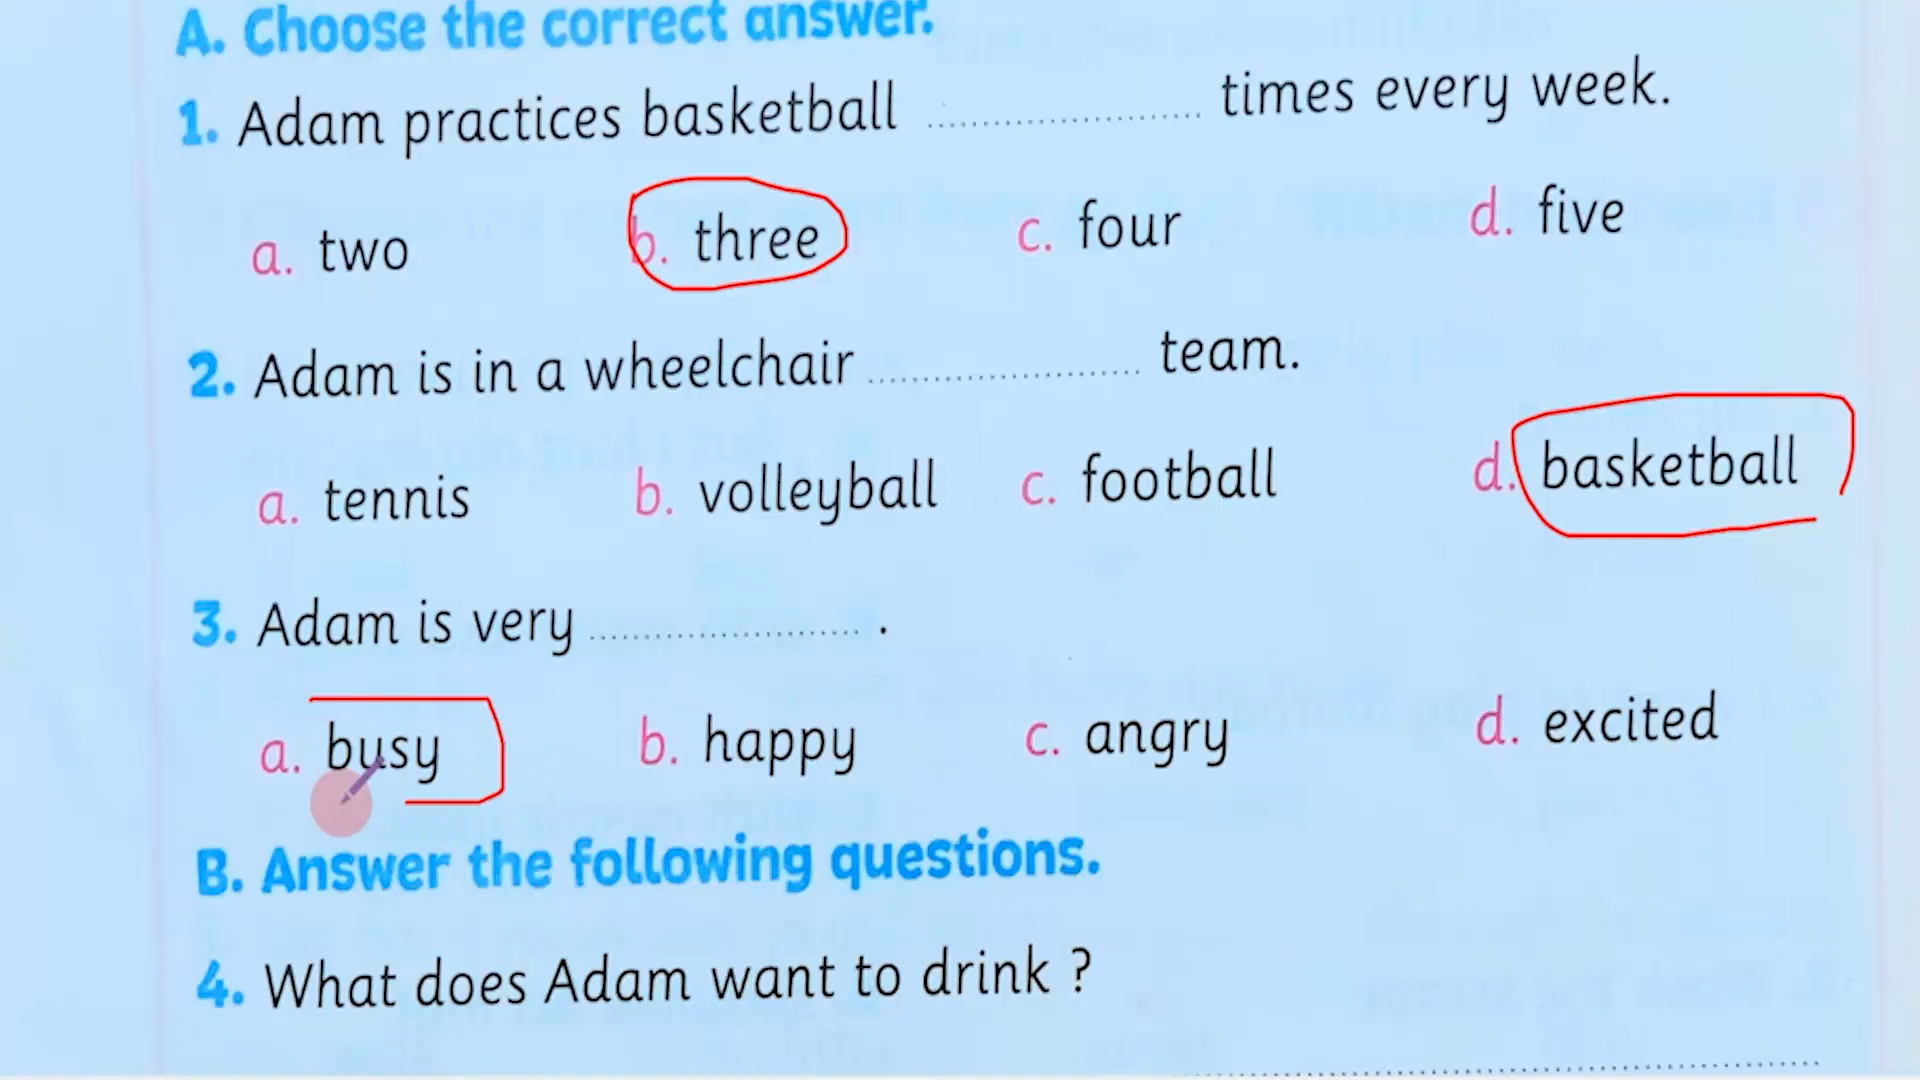 A. Choose the correct answer.
1. Adam practices basketball .......................... times every week.
a. two b. three c. four d. five
2. Adam is in a wheelchair .......................... team.
a. tennis b. volleyball c. football d. basketball
3. Adam is very .......................... .
a. busy b. happy c. angry d. excited
B. Answer the following questions.
4. What does Adam want to drink ?